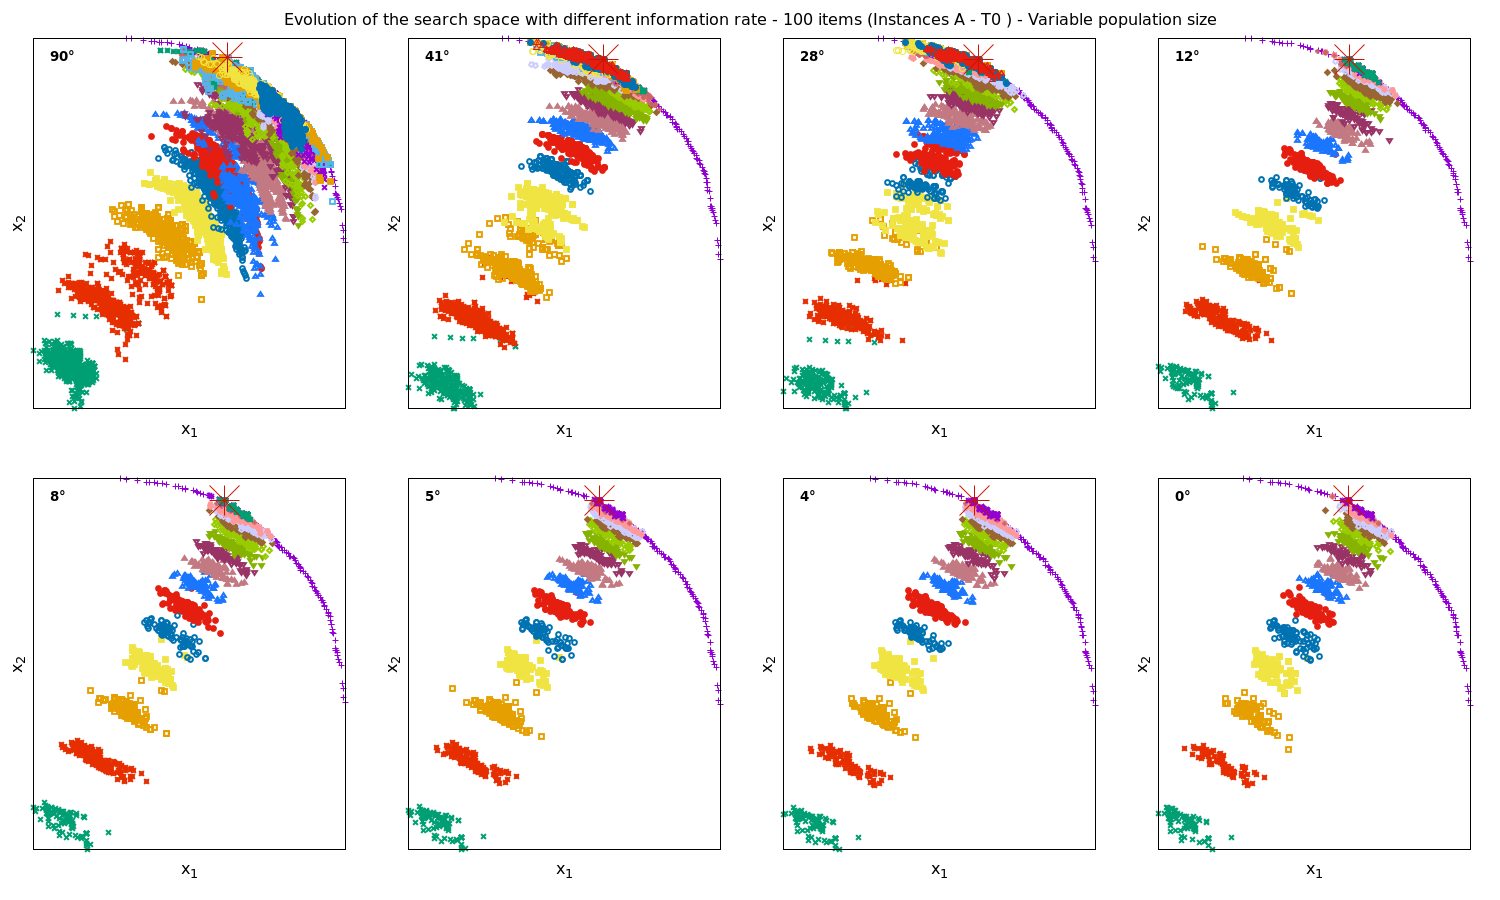 Evolution of the search space with different information rate - 100 items (Instances A - T0 ) - Variable population size
90°
41°
28°
12°
x₂
x₂
x₂
x₂
x₁
x₁
x₁
x₁
8°
5°
4°
0°
x₂
x₂
x₂
x₂
x₁
x₁
x₁
x₁